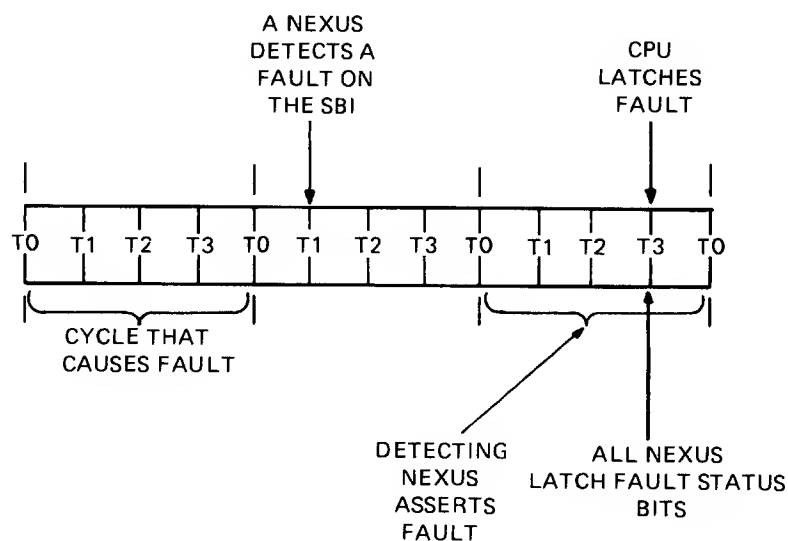 A NEXUS
DETECTS A
FAULT ON
THE SBI
CPU
LATCHES
FAULT
T0 T1 T2 T3 T0 T1 T2 T3 T0 T1 T2 T3 T0
CYCLE THAT
CAUSES FAULT
DETECTING
NEXUS
ASSERTS
FAULT
ALL NEXUS
LATCH FAULT STATUS
BITS